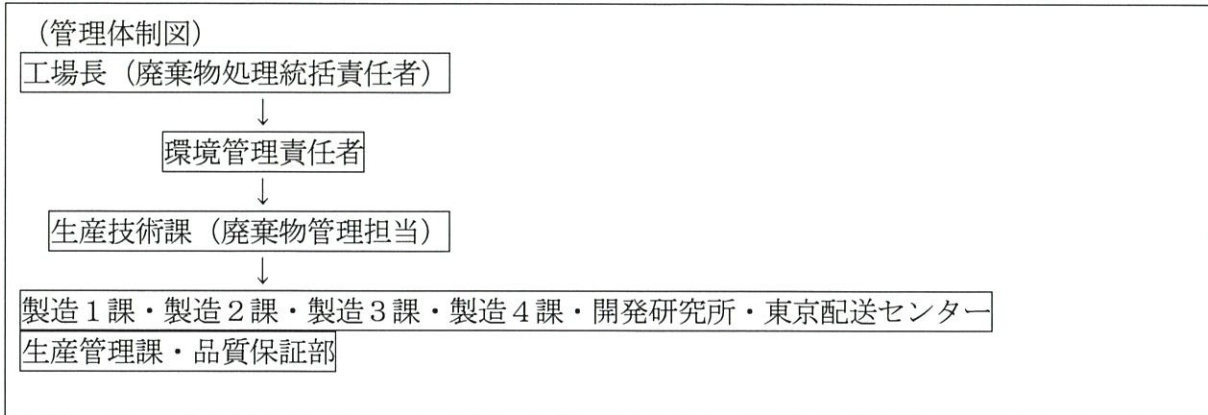 （管理体制図）
工場長（廃棄物処理統括責任者）
↓
環境管理責任者
↓
生産技術課（廃棄物管理担当）
↓
製造１課・製造２課・製造３課・製造４課・開発研究所・東京配送センター
生産管理課・品質保証部